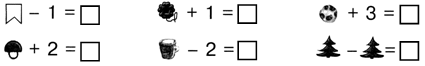 – 1 = + 1 = + 3 =
+ 2 = – 2 = – =